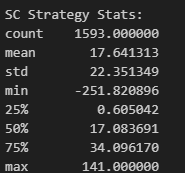 SC Strategy Stats:
count 1593.000000
mean 17.641313
std 22.351349
min -251.820896
25% 0.605042
50% 17.083691
75% 34.096170
max 141.000000